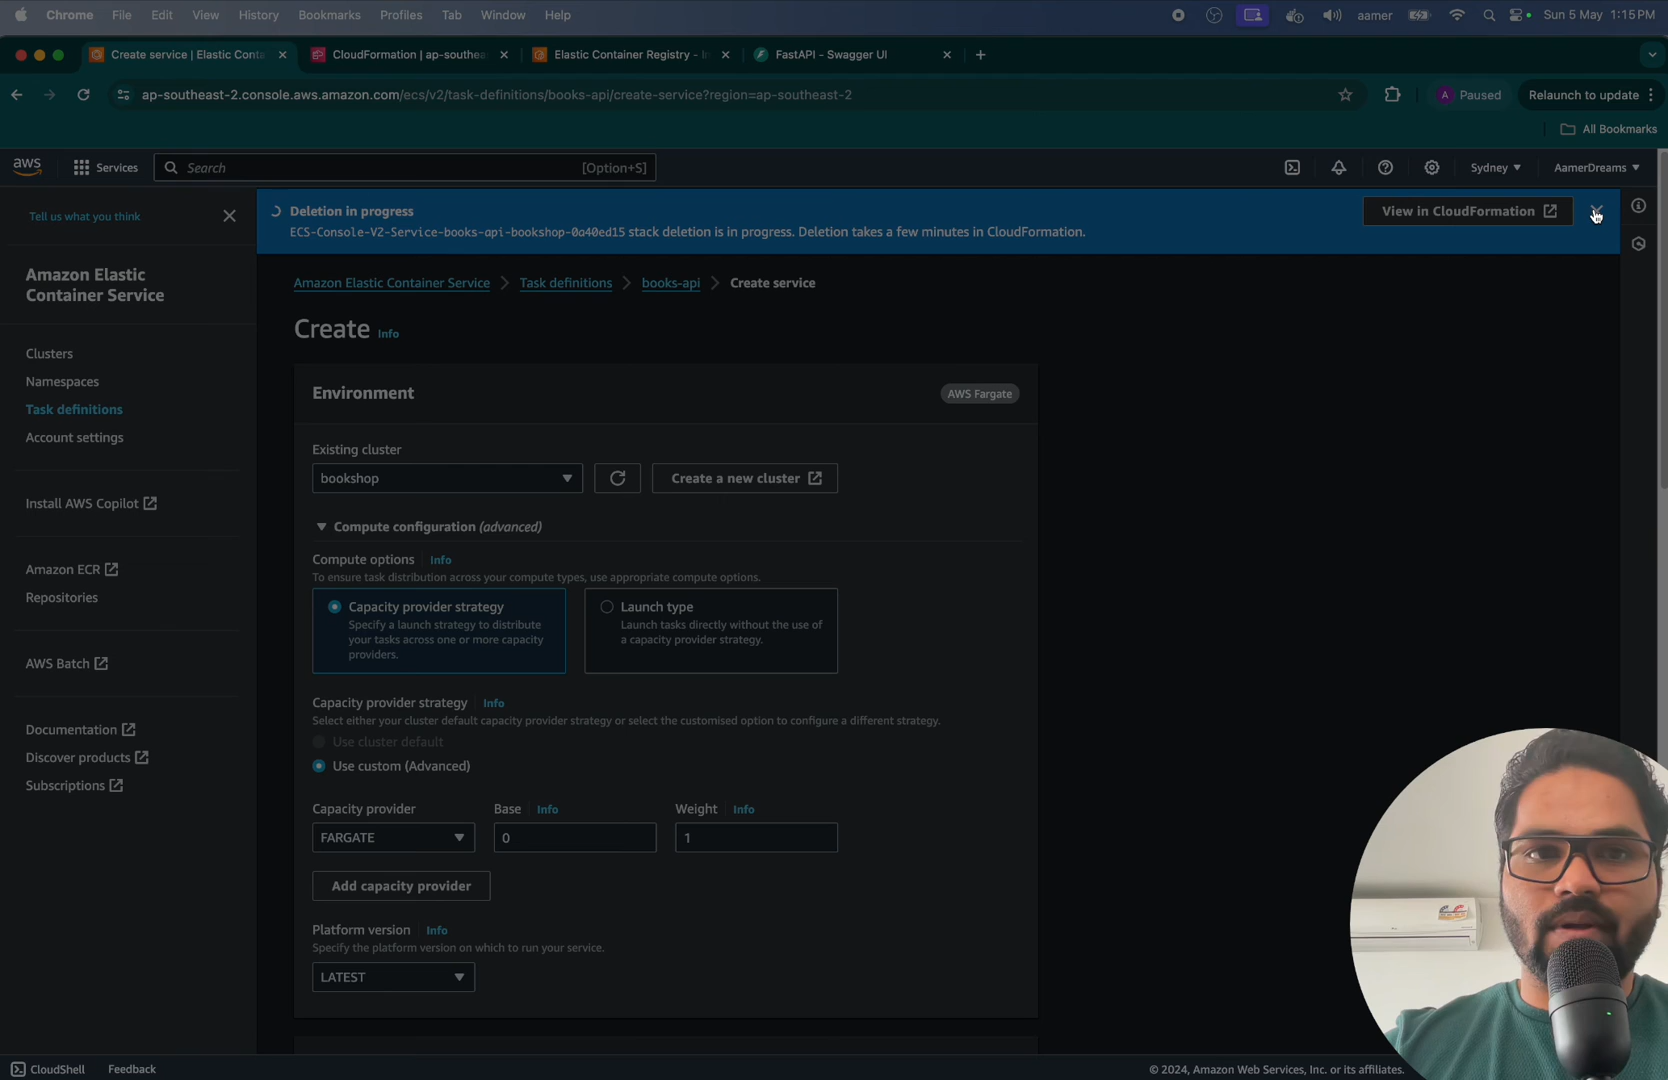 Chrome File Edit View History Bookmarks Profiles Tab Window Help aamer Sun 5 May 1:15 PM
Create service | Elastic Conta CloudFormation | ap-southea Elastic Container Registry - FastAPI - Swagger UI
ap-southeast-2.console.aws.amazon.com/ecs/v2/task-definitions/books-api/create-service?region=ap-southeast-2 A Paused Relaunch to update
All Bookmarks
aws Services Search [Option+S] Sydney AamerDreams
Tell us what you think
Deletion in progress View in CloudFormation
ECS-Console-V2-Service-books-api-bookshop-0a40ed15 stack deletion is in progress. Deletion takes a few minutes in CloudFormation.
Amazon Elastic
Container Service
Clusters
Namespaces
Task definitions
Account settings
Install AWS Copilot
Amazon ECR
Repositories
AWS Batch
Documentation
Discover products
Subscriptions
Amazon Elastic Container Service Task definitions books-api Create service
Create Info
Environment AWS Fargate
Existing cluster
bookshop Create a new cluster
Compute configuration (advanced)
Compute options Info
To ensure task distribution across your compute types, use appropriate compute options.
Capacity provider strategy
Specify a launch strategy to distribute
your tasks across one or more capacity
providers.
Launch type
Launch tasks directly without the use of
a capacity provider strategy.
Capacity provider strategy Info
Select either your cluster default capacity provider strategy or select the customised option to configure a different strategy.
Use cluster default
Use custom (Advanced)
Capacity provider Base Info Weight Info
FARGATE 0 1
Add capacity provider
Platform version Info
Specify the platform version on which to run your service.
LATEST
CloudShell Feedback © 2024, Amazon Web Services, Inc. or its affiliates.